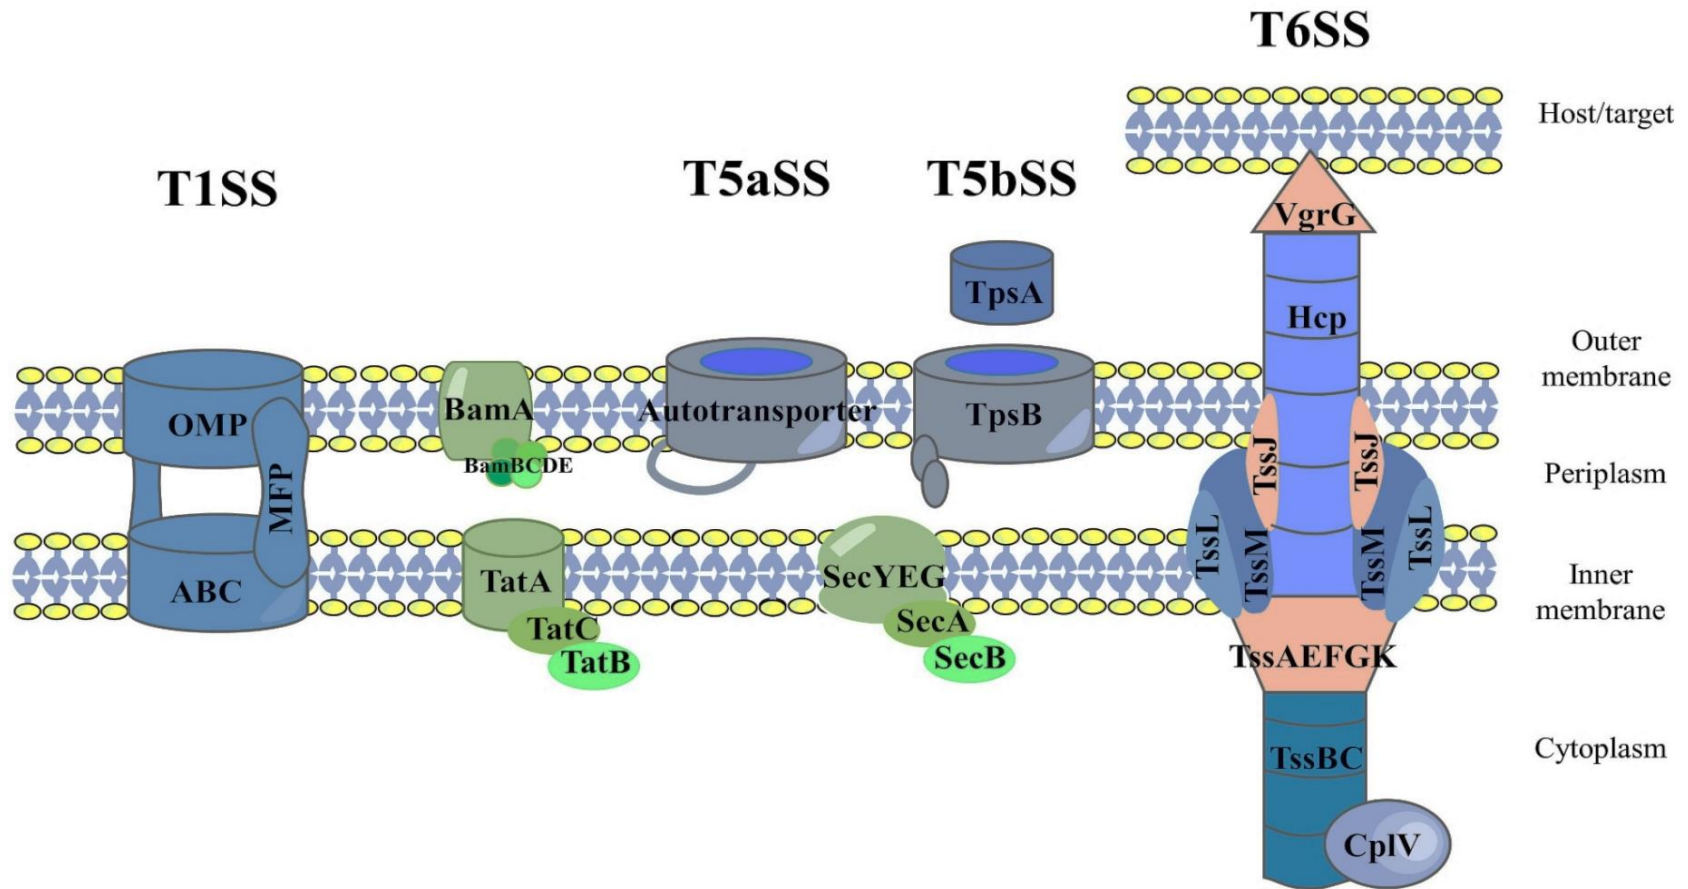 T6SS
Host/target
T1SS
T5aSS
T5bSS
VgrG
TpsA
Hcp
Outer
membrane
OMP
BamA
Autotransporter
TpsB
BamBCDE
MFP
TssJ
TssJ
Periplasm
ABC
TatA
SecYEG
TssL
TssM
TssM
TssL
Inner
membrane
TatC
TatB
SecA
SecB
TssAEFGK
TssBC
Cytoplasm
CplV